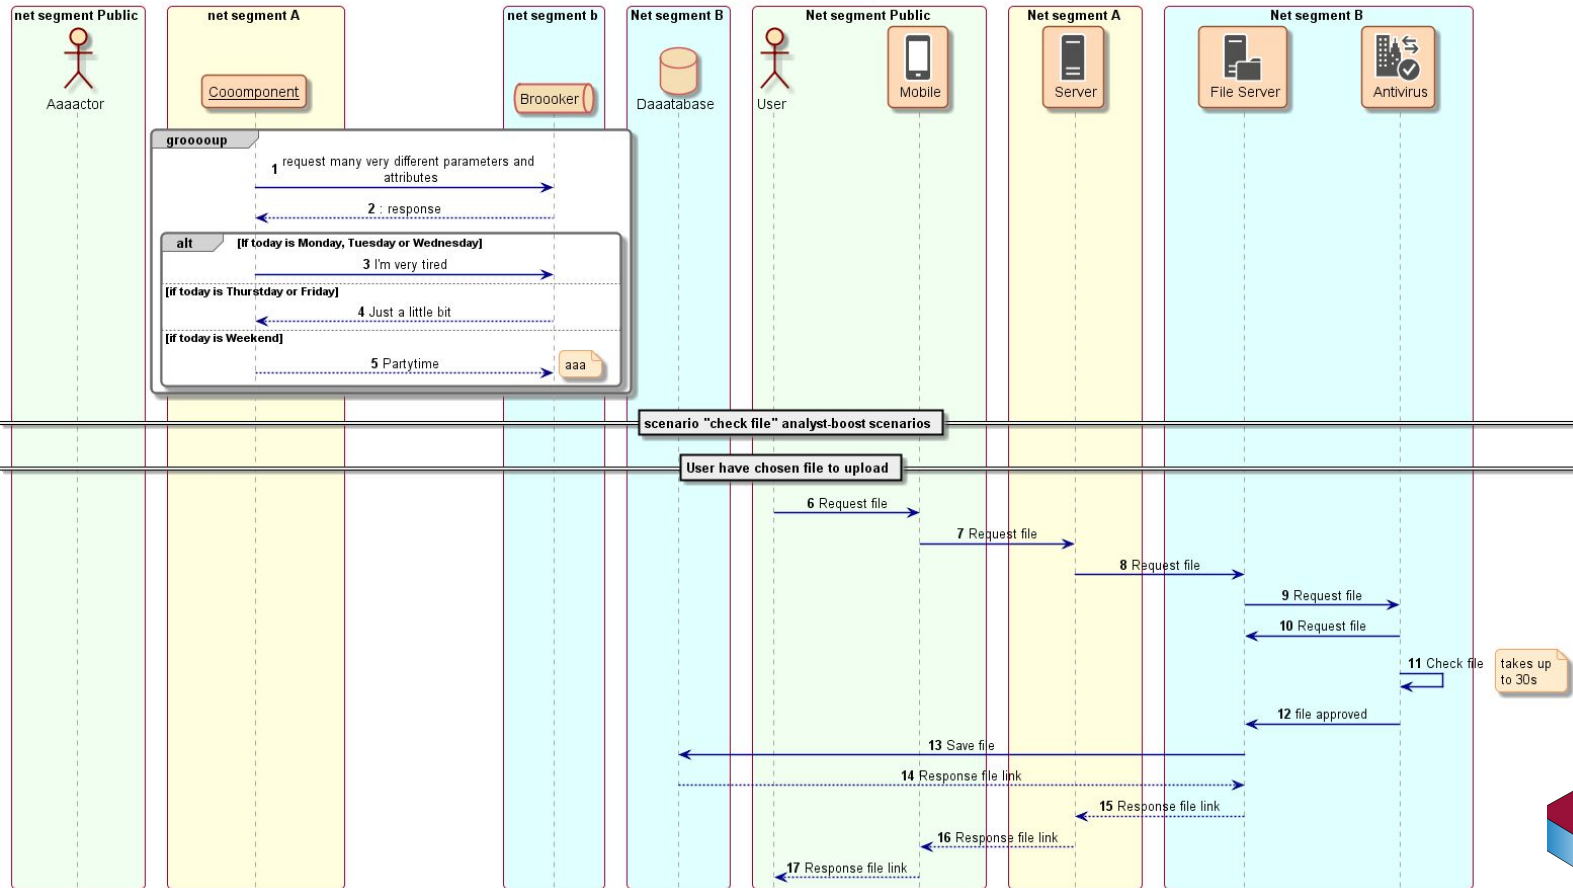 net segment Public
net segment A
net segment b
Net segment B
Net segment Public
Net segment A
Net segment B
Aaaactor
Cooomponent
Broooker
Daaatabase
User
Mobile
Server
File Server
Antivirus
grooooup
1 request many very different parameters and
attributes
2 : response
alt [If today is Monday, Tuesday or Wednesday]
3 I'm very tired
[if today is Thurstday or Friday]
4 Just a little bit
[if today is Weekend]
5 Partytime
aaa
scenario "check file" analyst-boost scenarios
User have chosen file to upload
6 Request file
7 Request file
8 Request file
9 Request file
10 Request file
11 Check file
takes up
to 30s
12 file approved
13 Save file
14 Response file link
15 Response file link
16 Response file link
17 Response file link